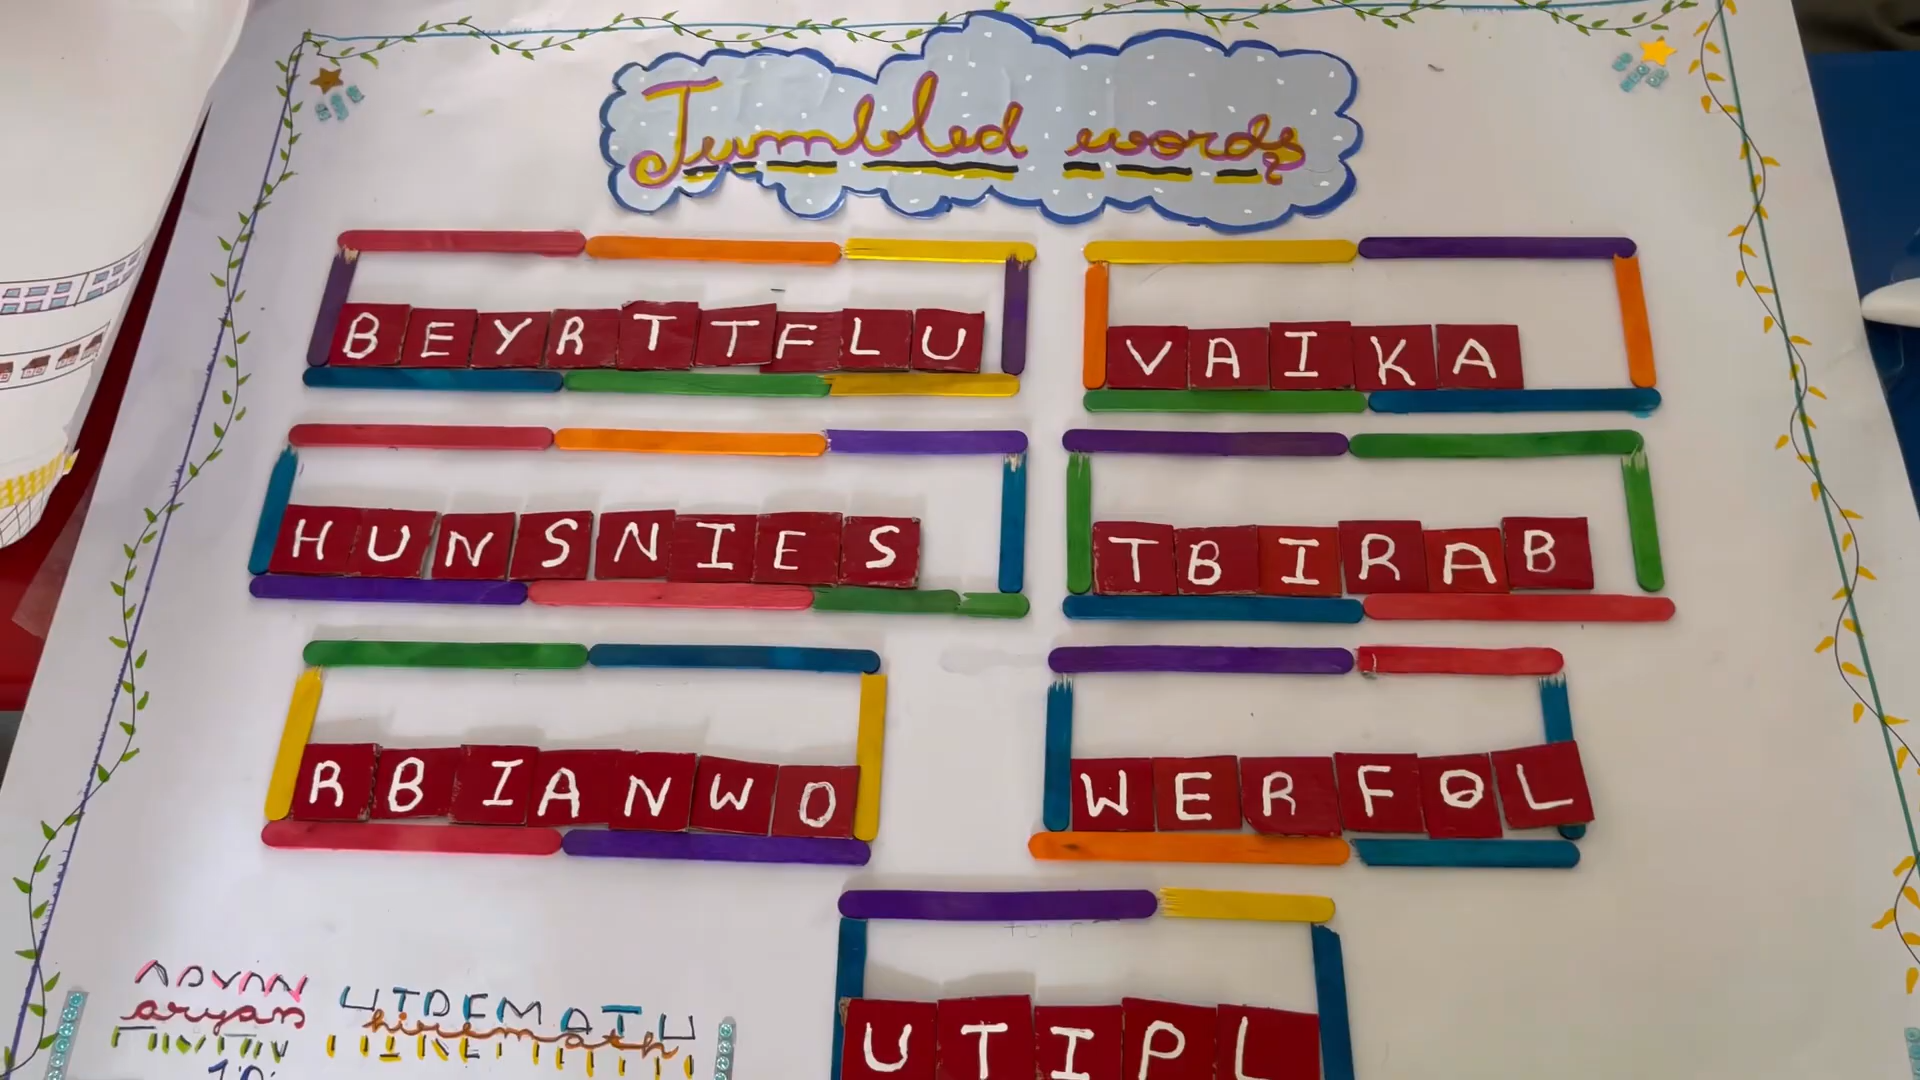 Jumbled words
BEYRTTFLU
VAIKA
HUNSNIES
TBIRAB
RBIANWO
WERFOL
UTIPL
aryan
hiremath